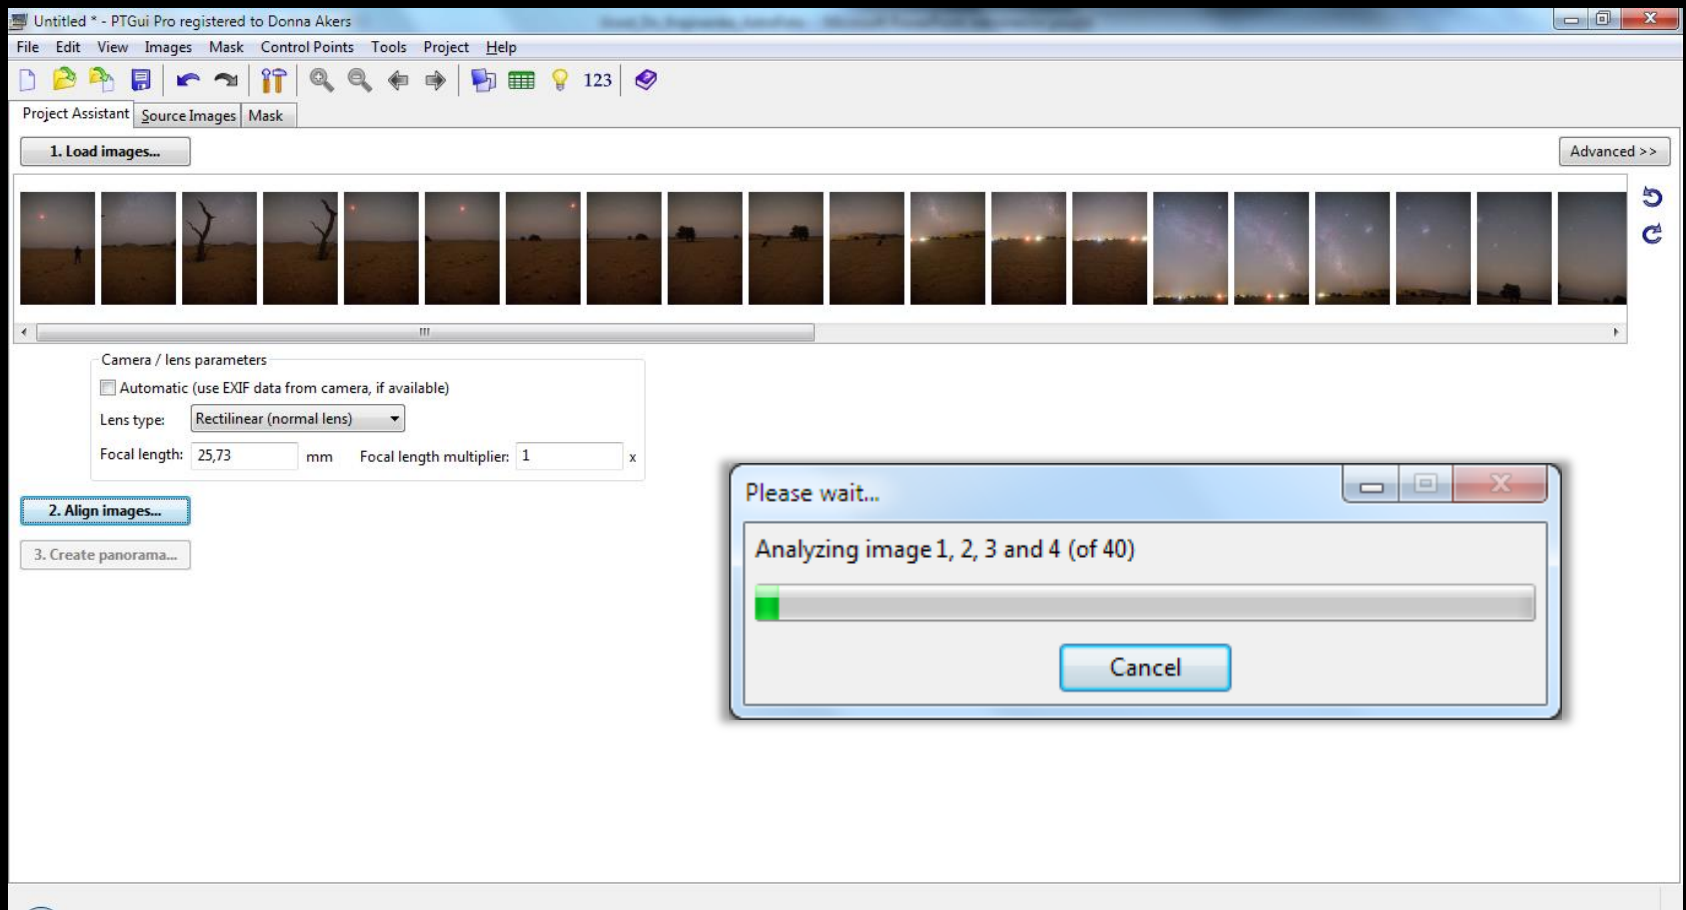 Untitled * - PTGui Pro registered to Donna Akers
File Edit View Images Mask Control Points Tools Project Help
123
Project Assistant Source Images Mask
1. Load images...
Advanced >>
Camera / lens parameters
Automatic (use EXIF data from camera, if available)
Lens type: Rectilinear (normal lens)
Focal length: 25,73 mm Focal length multiplier: 1 x
2. Align images...
3. Create panorama...
Please wait...
Analyzing image 1, 2, 3 and 4 (of 40)
Cancel